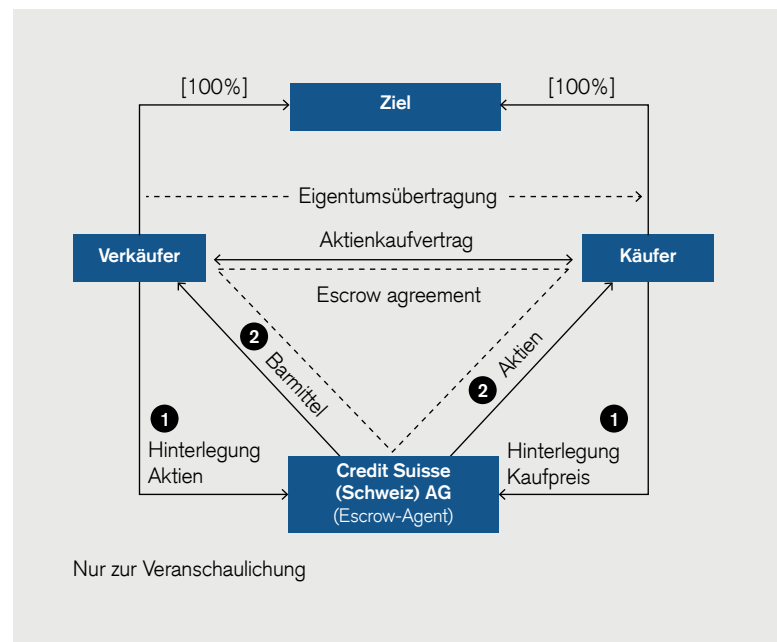 [100%]
[100%]
Ziel
Eigentumsübertragung
Aktienkaufvertrag
Verkäufer
Käufer
Escrow agreement
2 Barmittel
2 Aktien
1
Hinterlegung
Aktien
1
Hinterlegung
Kaufpreis
Credit Suisse
(Schweiz) AG
(Escrow-Agent)
Nur zur Veranschaulichung